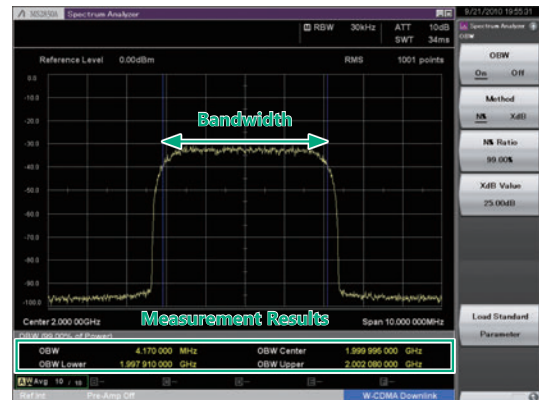 MS2850A Spectrum Analyzer
9/21/2010 19:55:31
RBW 30kHz ATT 10dB
SWT 34ms
Reference Level 0.00dBm RMS 1001 points
Spectrum Analyzer
OBW
OBW
On Off
Method
N% XdB
N% Ratio
99.00%
XdB Value
25.00dB
Load Standard
Parameter
0.0
-10.0
-20.0
-30.0
-40.0
-50.0
-60.0
-70.0
-80.0
-90.0
-100.0
Bandwidth
Measurement Results
Center 2.000 00GHz Span 10.000 000MHz
OBW (99.00% of Power)
OBW 4.170 000 MHz OBW Center 1.999 995 000 GHz
OBW Lower 1.997 910 000 GHz OBW Upper 2.002 080 000 GHz
Avg 10 / 10
Ref.Int Pre-Amp Off W-CDMA Downlink